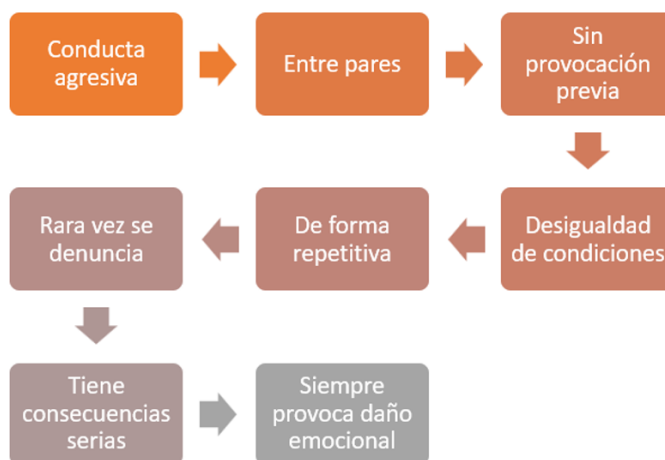 Conducta
agresiva
Entre pares
Sin
provocación
previa
Desigualdad
de condiciones
De forma
repetitiva
Rara vez se
denuncia
Tiene
consecuencias
serias
Siempre
provoca daño
emocional